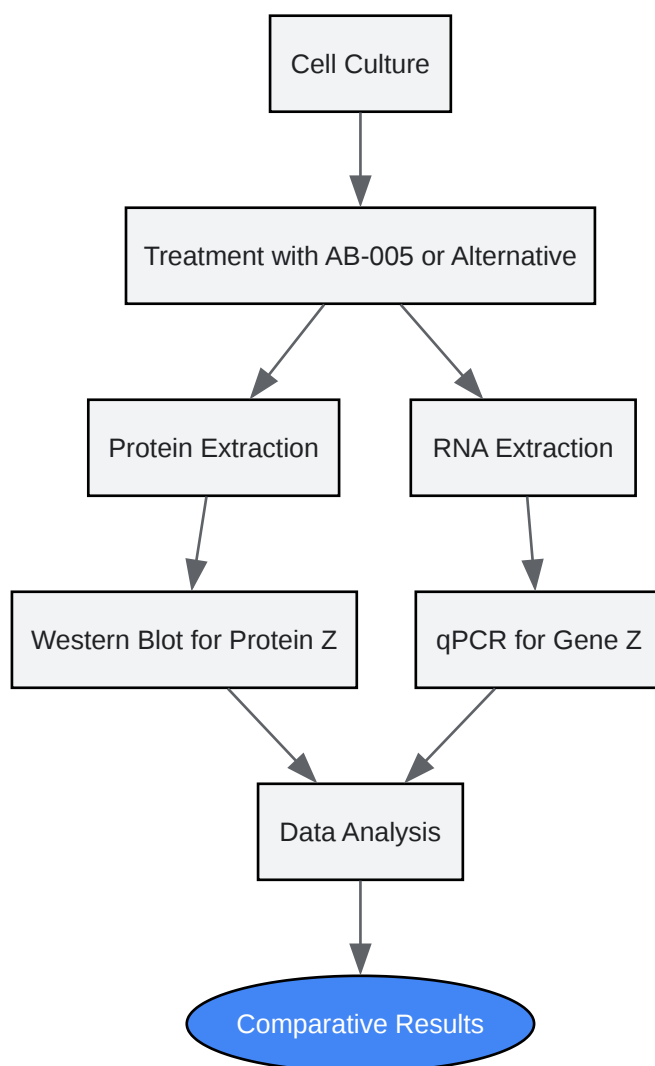 Cell Culture
Treatment with AB-005 or Alternative
Protein Extraction
RNA Extraction
Western Blot for Protein Z
qPCR for Gene Z
Data Analysis
Comparative Results